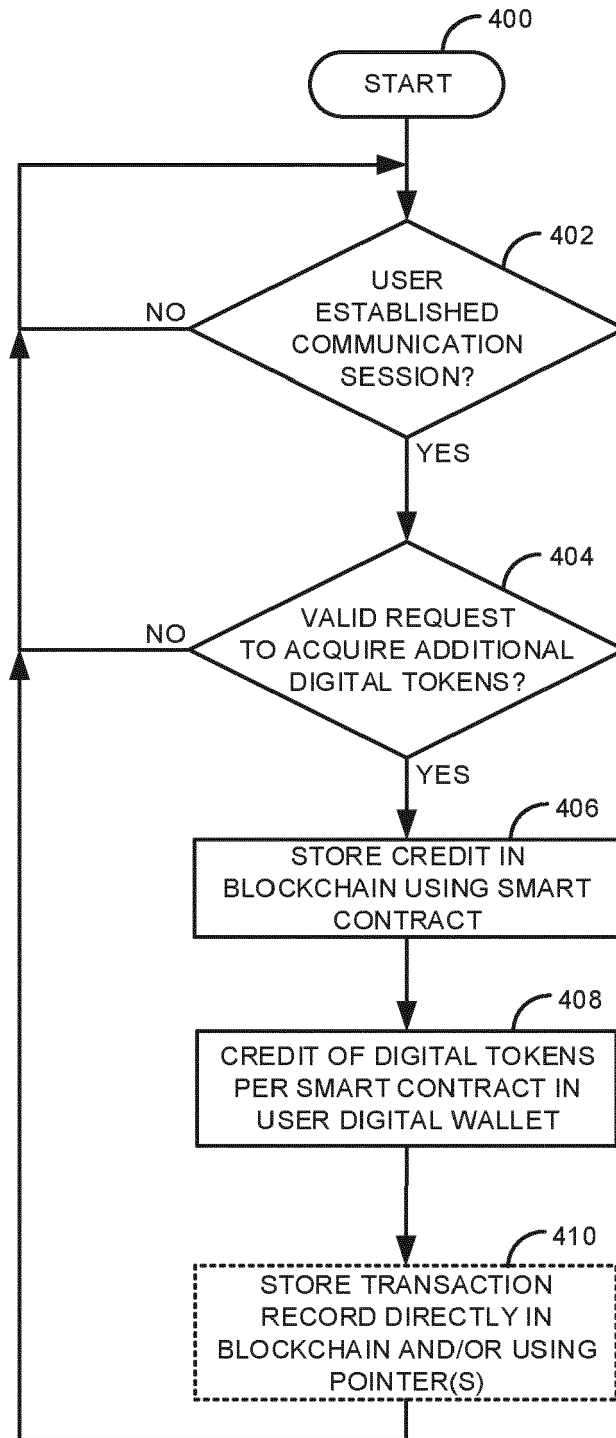 400
START
402
USER
ESTABLISHED
COMMUNICATION
SESSION?
NO
YES
404
VALID REQUEST
TO ACQUIRE ADDITIONAL
DIGITAL TOKENS?
NO
YES
406
STORE CREDIT IN
BLOCKCHAIN USING SMART
CONTRACT
408
CREDIT OF DIGITAL TOKENS
PER SMART CONTRACT IN
USER DIGITAL WALLET
410
STORE TRANSACTION
RECORD DIRECTLY IN
BLOCKCHAIN AND/OR USING
POINTER(S)